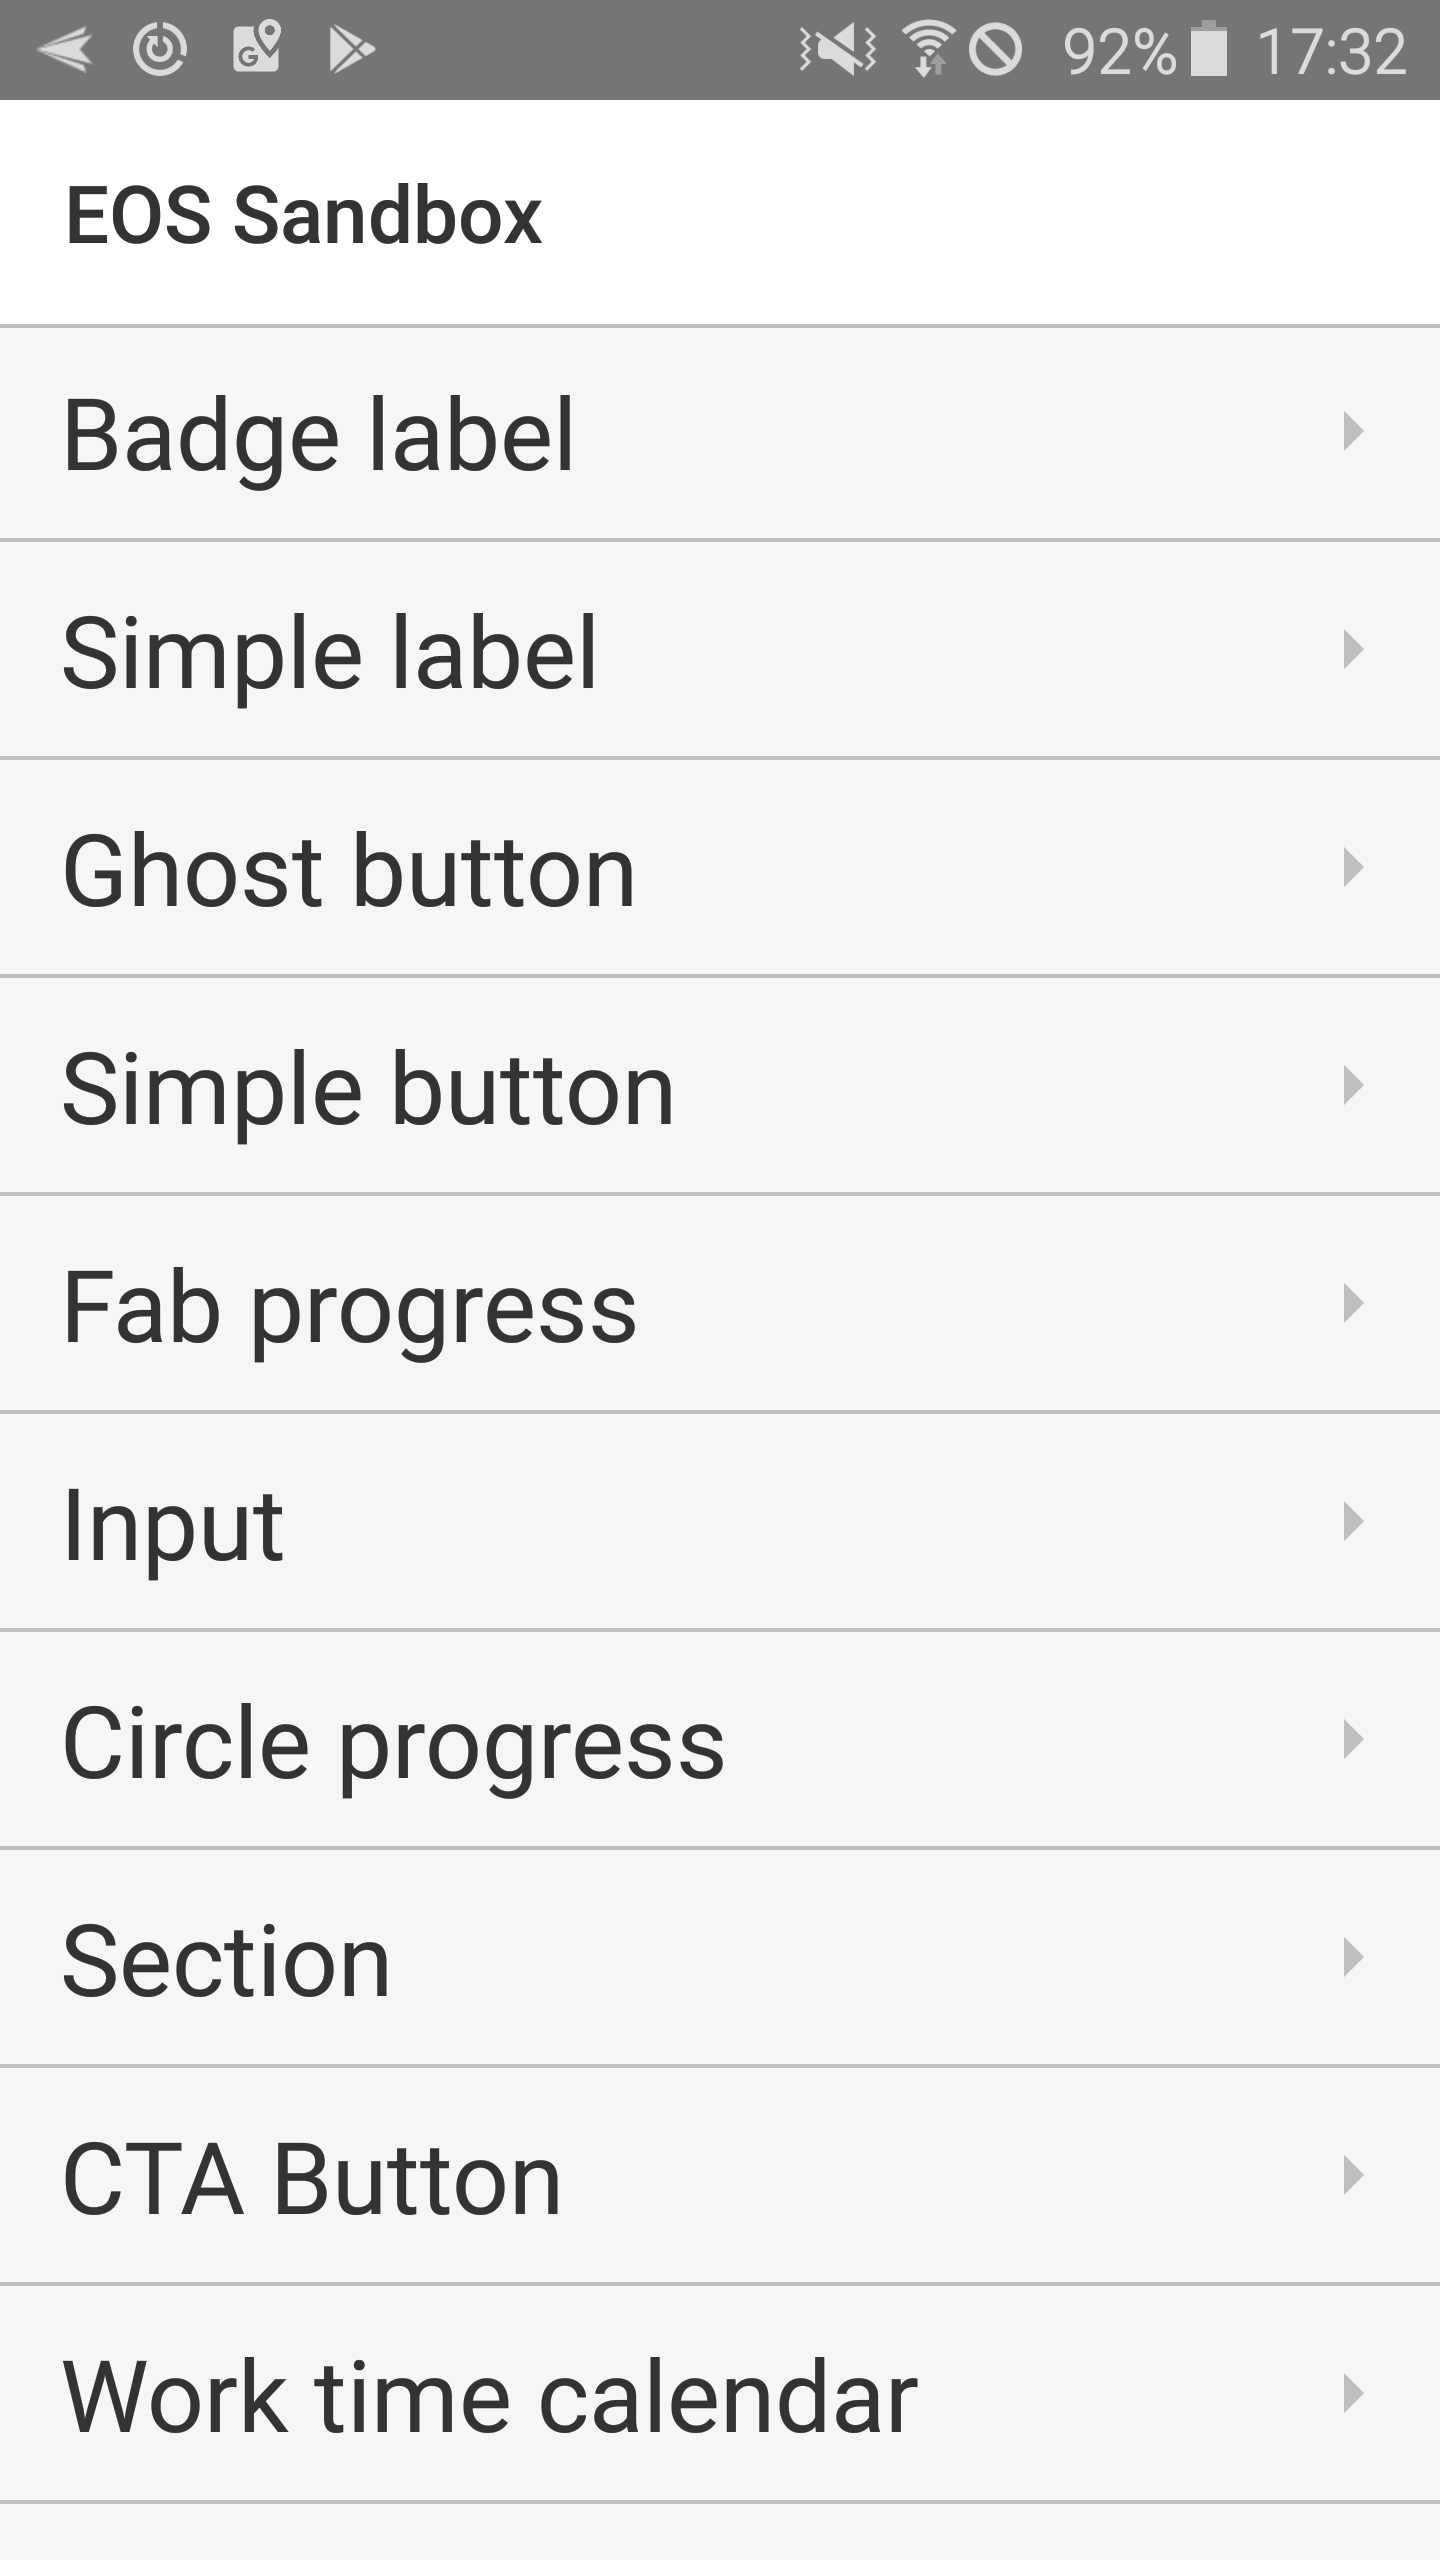 92% 17:32
EOS Sandbox
Badge label
Simple label
Ghost button
Simple button
Fab progress
Input
Circle progress
Section
CTA Button
Work time calendar